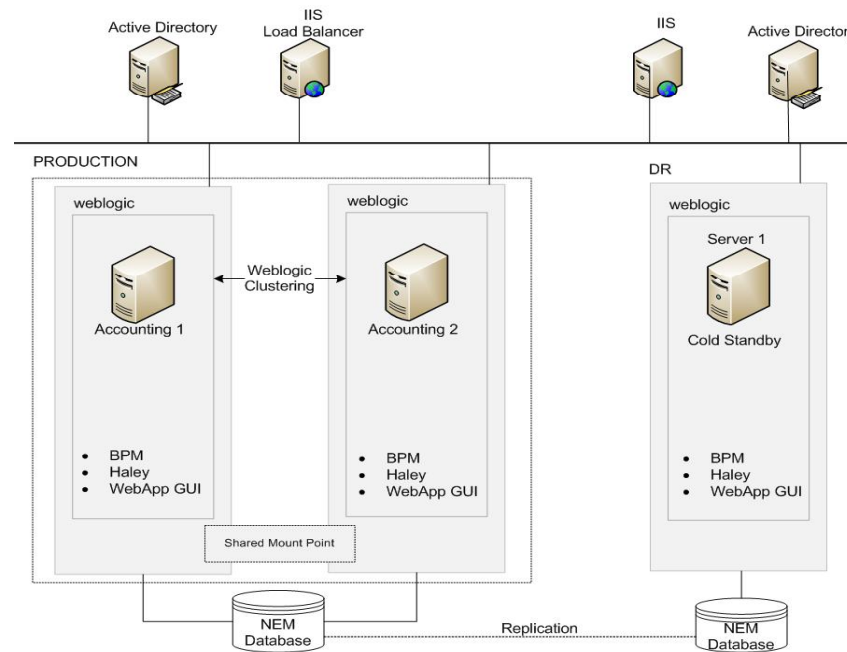 Active Directory
IIS
Load Balancer
IIS
Active Director
PRODUCTION
DR
weblogic
weblogic
weblogic
Server 1
Weblogic
Clustering
Accounting 1
Accounting 2
Cold Standby
• BPM
• Haley
• WebApp GUI
• BPM
• Haley
• WebApp GUI
• BPM
• Haley
• WebApp GUI
Shared Mount Point
NEM
Database
Replication
NEM
Database